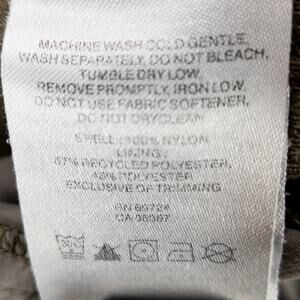 MACHINE WASH COLD GENTLE,
WASH SEPARATELY, DO NOT BLEACH,
TUMBLE DRY LOW,
REMOVE PROMPTLY, IRON LOW,
DO NOT USE FABRIC SOFTENER,
DO NOT DRYCLEAN
SHELL: 100% NYLON
LINING:
57% RECYCLED POLYESTER,
43% POLYESTER
EXCLUSIVE OF TRIMMING
RN 69724
CA